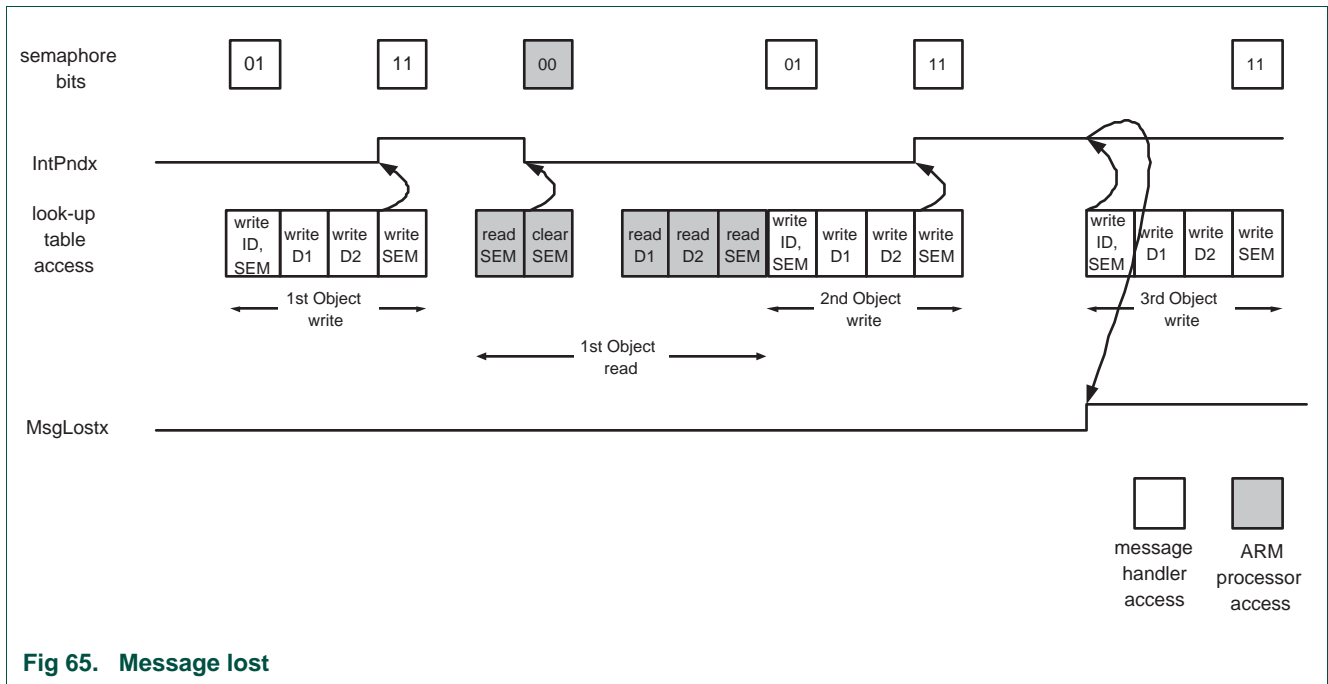 semaphore
bits
01
11
00
01
11
11
IntPndx
look-up
table
access
write
ID,
SEM
write
D1
write
D2
write
SEM
read
SEM
clear
SEM
read
D1
read
D2
read
SEM
write
ID,
SEM
write
D1
write
D2
write
SEM
write
ID,
SEM
write
D1
write
D2
write
SEM
1st Object
write
2nd Object
write
3rd Object
write
1st Object
read
MsgLostx
message
handler
access
ARM
processor
access
Fig 65. Message lost